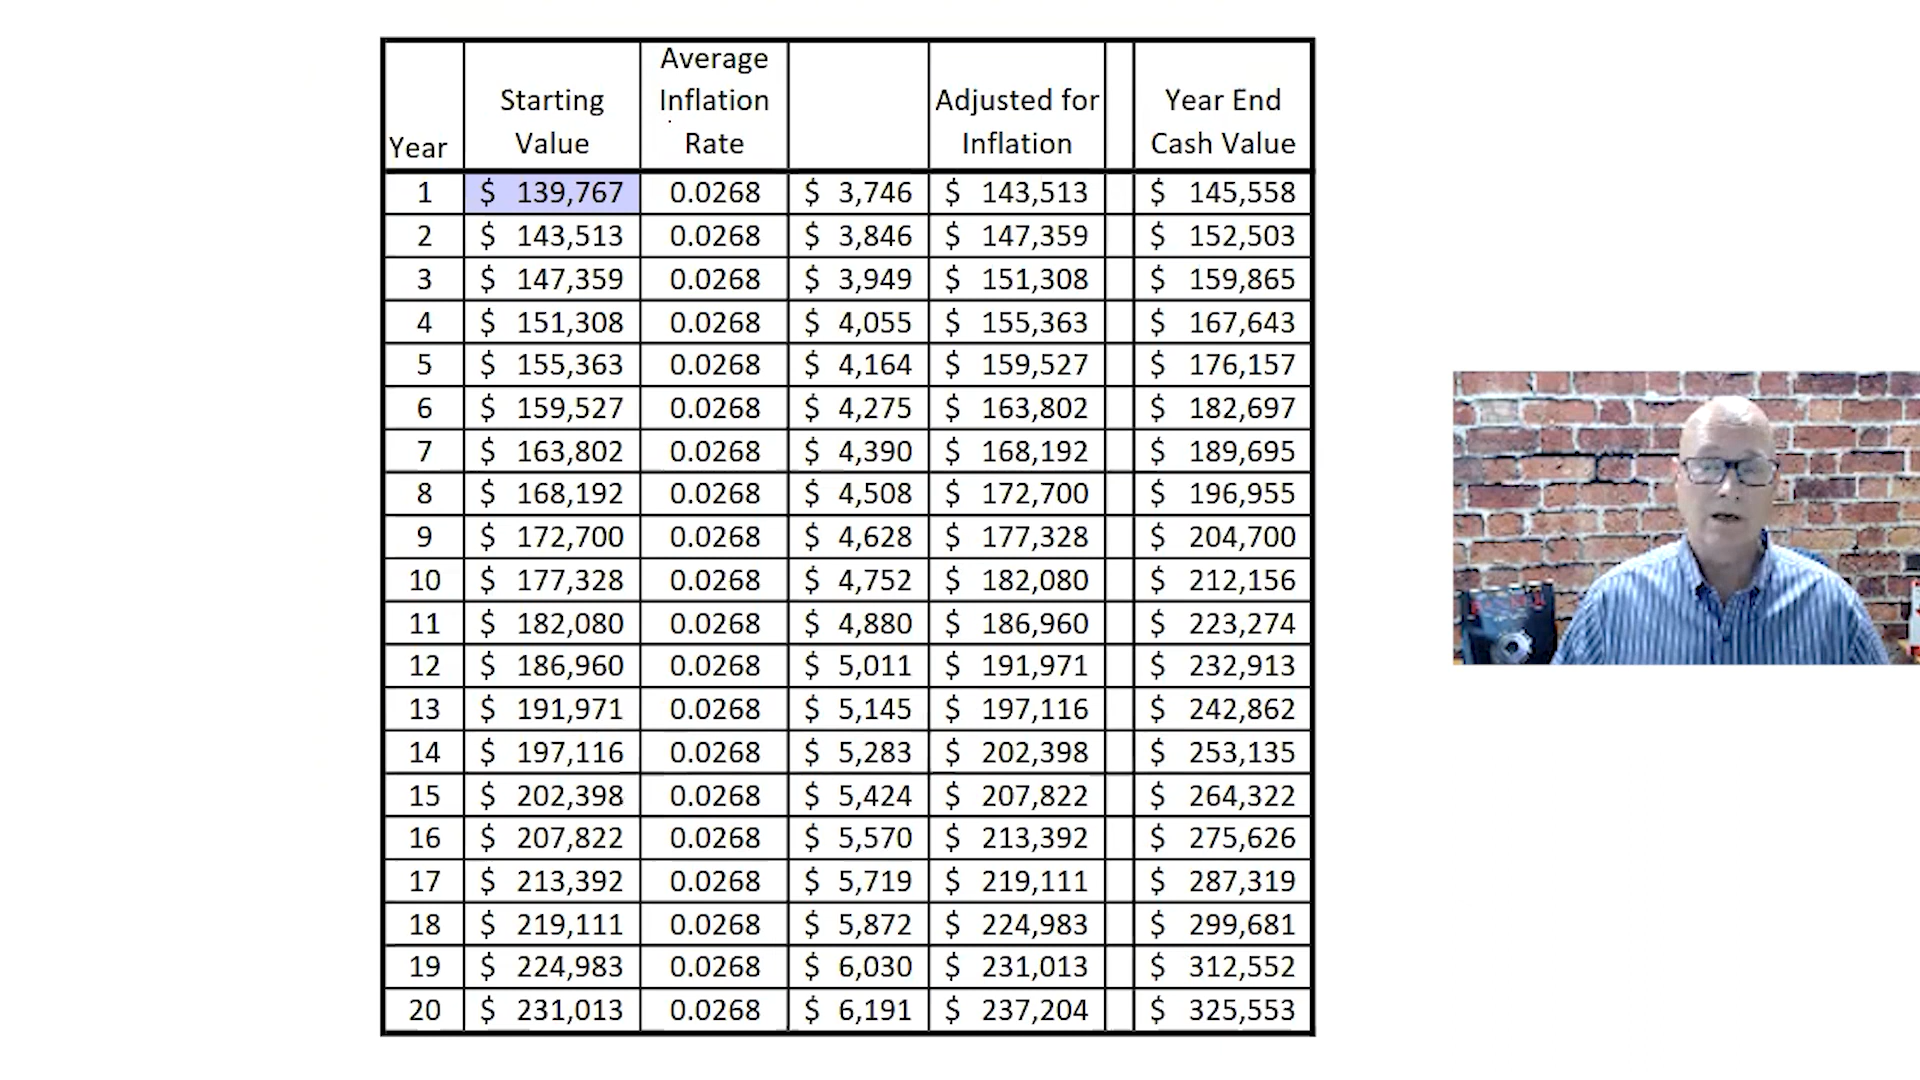 Year Starting Value Average Inflation Rate Adjusted for Inflation Year End Cash Value
1 $ 139,767 0.0268 $ 3,746 $ 143,513 $ 145,558
2 $ 143,513 0.0268 $ 3,846 $ 147,359 $ 152,503
3 $ 147,359 0.0268 $ 3,949 $ 151,308 $ 159,865
4 $ 151,308 0.0268 $ 4,055 $ 155,363 $ 167,643
5 $ 155,363 0.0268 $ 4,164 $ 159,527 $ 176,157
6 $ 159,527 0.0268 $ 4,275 $ 163,802 $ 182,697
7 $ 163,802 0.0268 $ 4,390 $ 168,192 $ 189,695
8 $ 168,192 0.0268 $ 4,508 $ 172,700 $ 196,955
9 $ 172,700 0.0268 $ 4,628 $ 177,328 $ 204,700
10 $ 177,328 0.0268 $ 4,752 $ 182,080 $ 212,156
11 $ 182,080 0.0268 $ 4,880 $ 186,960 $ 223,274
12 $ 186,960 0.0268 $ 5,011 $ 191,971 $ 232,913
13 $ 191,971 0.0268 $ 5,145 $ 197,116 $ 242,862
14 $ 197,116 0.0268 $ 5,283 $ 202,398 $ 253,135
15 $ 202,398 0.0268 $ 5,424 $ 207,822 $ 264,322
16 $ 207,822 0.0268 $ 5,570 $ 213,392 $ 275,626
17 $ 213,392 0.0268 $ 5,719 $ 219,111 $ 287,319
18 $ 219,111 0.0268 $ 5,872 $ 224,983 $ 299,681
19 $ 224,983 0.0268 $ 6,030 $ 231,013 $ 312,552
20 $ 231,013 0.0268 $ 6,191 $ 237,204 $ 325,553